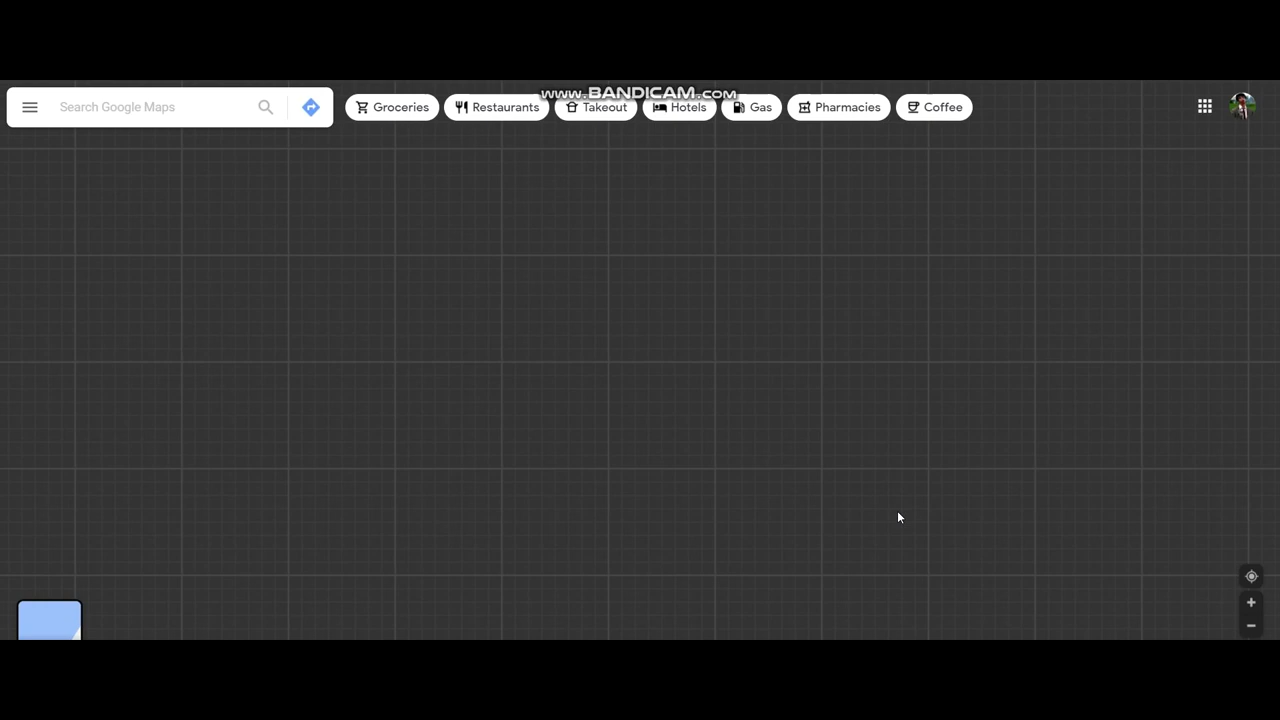 www.BANDICAM.com
Search Google Maps
Groceries
Restaurants
Takeout
Hotels
Gas
Pharmacies
Coffee